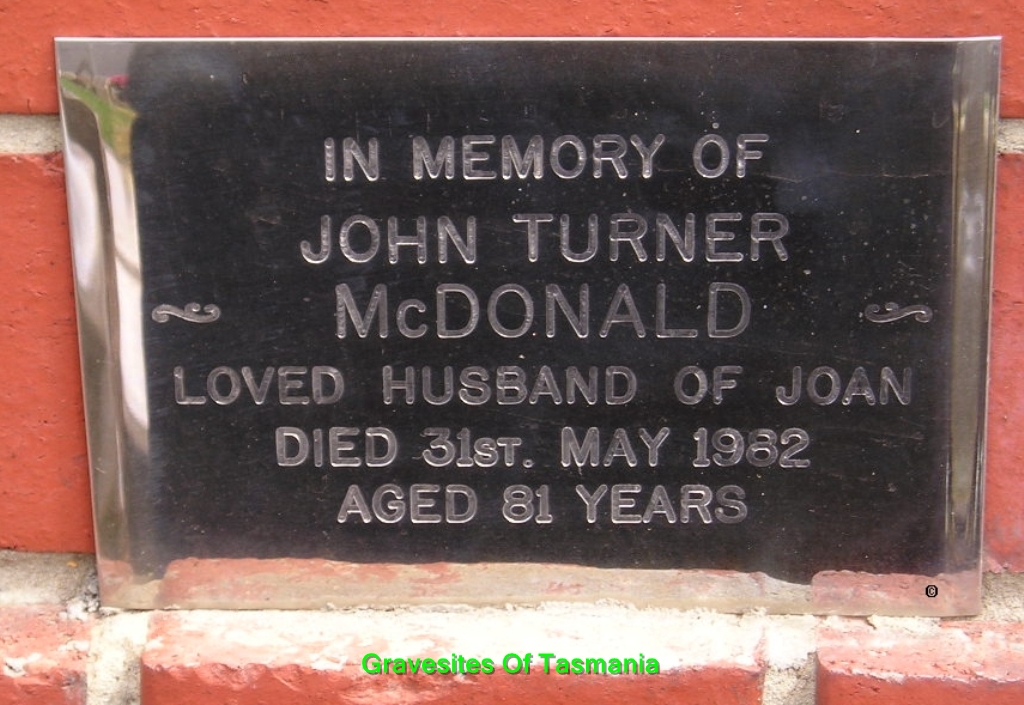 IN MEMORY OF
JOHN TURNER
McDONALD
LOVED HUSBAND OF JOAN
DIED 31ST. MAY 1982
AGED 81 YEARS
©
Gravesites Of Tasmania